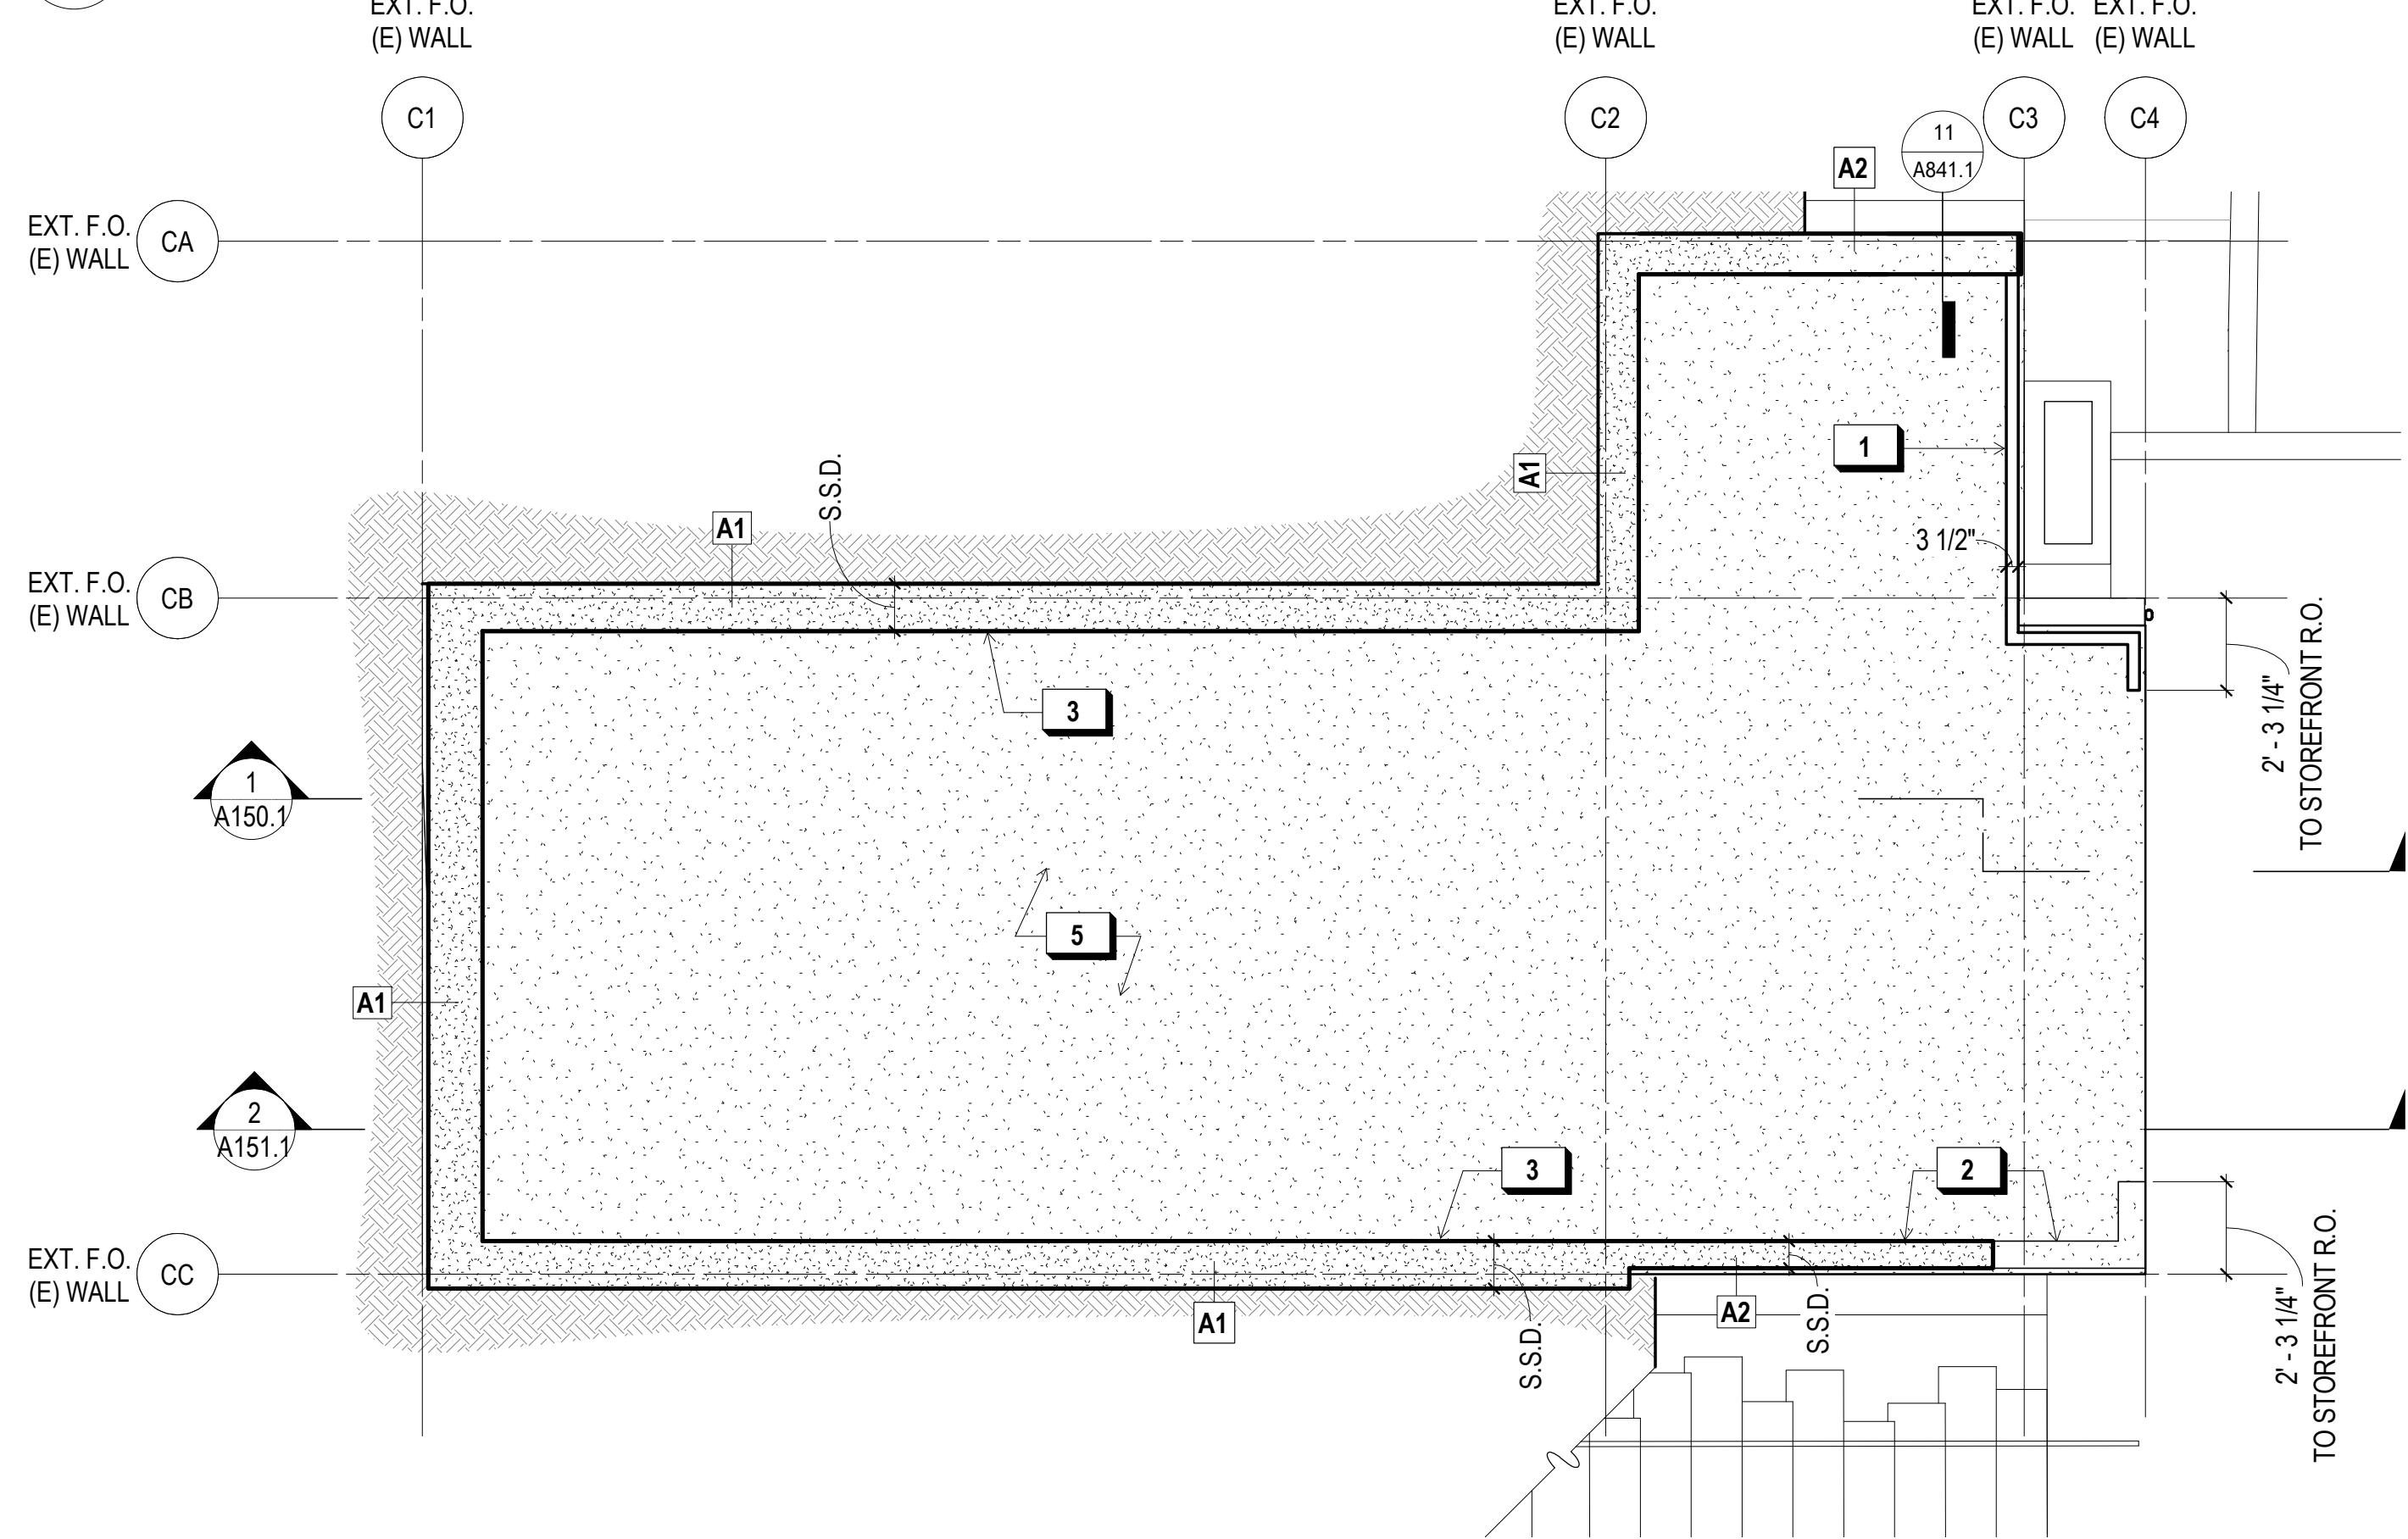 EXT. F.O.
(E) WALL
EXT. F.O.
(E) WALL
EXT. F.O.
(E) WALL
EXT. F.O.
(E) WALL
C1
C2
C3
C4
11
A841.1
A2
EXT. F.O.
(E) WALL
CA
A1
1
S.S.D.
A1
3 1/2"
EXT. F.O.
(E) WALL
CB
3
2' - 3 1/4"
TO STOREFRONT R.O.
1
A150.1
5
A1
2
A151.1
3
2
EXT. F.O.
(E) WALL
CC
A1
S.S.D.
A2
S.S.D.
2' - 3 1/4"
TO STOREFRONT R.O.